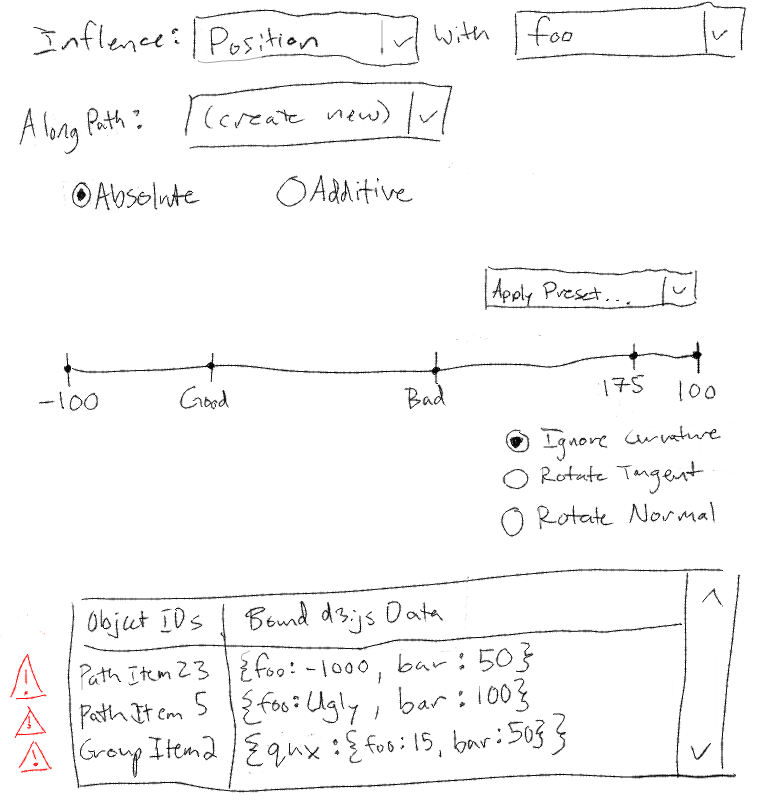 Inflence: Position with foo
Along Path: (create new)
Absolute Additive
Apply Preset...
-100 Good Bad 175 100
Ignore Curvature
Rotate Tangent
Rotate Normal
Object IDs Bound d3.js Data
! Path Item 23 {foo:-1000, bar: 50}
! Path Item 5 {foo:Ugly, bar: 100}
! Group Item2 {qux:{foo:15, bar:50}}